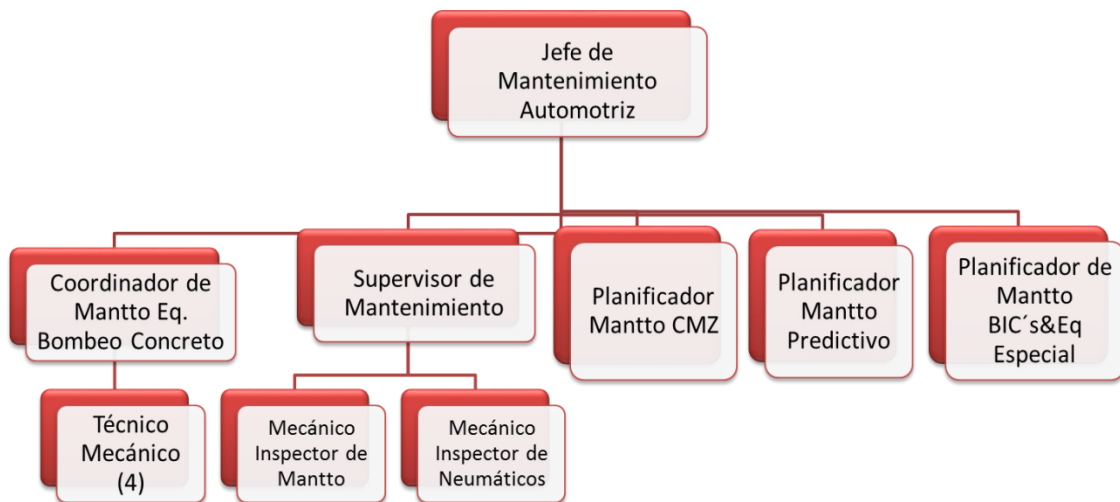 Jefe de
Mantenimiento
Automotriz
Coordinador de
Mantto Eq.
Bombeo Concreto
Supervisor de
Mantenimiento
Planificador
Mantto CMZ
Planificador
Mantto
Predictivo
Planificador de
Mantto
BIC´s&Eq
Especial
Técnico
Mecánico
(4)
Mecánico
Inspector de
Mantto
Mecánico
Inspector de
Neumáticos